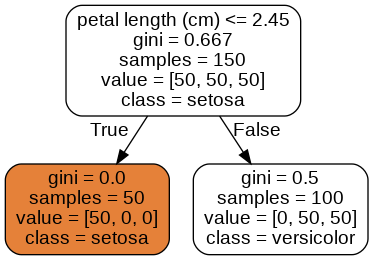 petal length (cm) <= 2.45
gini = 0.667
samples = 150
value = [50, 50, 50]
class = setosa
True
False
gini = 0.0
samples = 50
value = [50, 0, 0]
class = setosa
gini = 0.5
samples = 100
value = [0, 50, 50]
class = versicolor